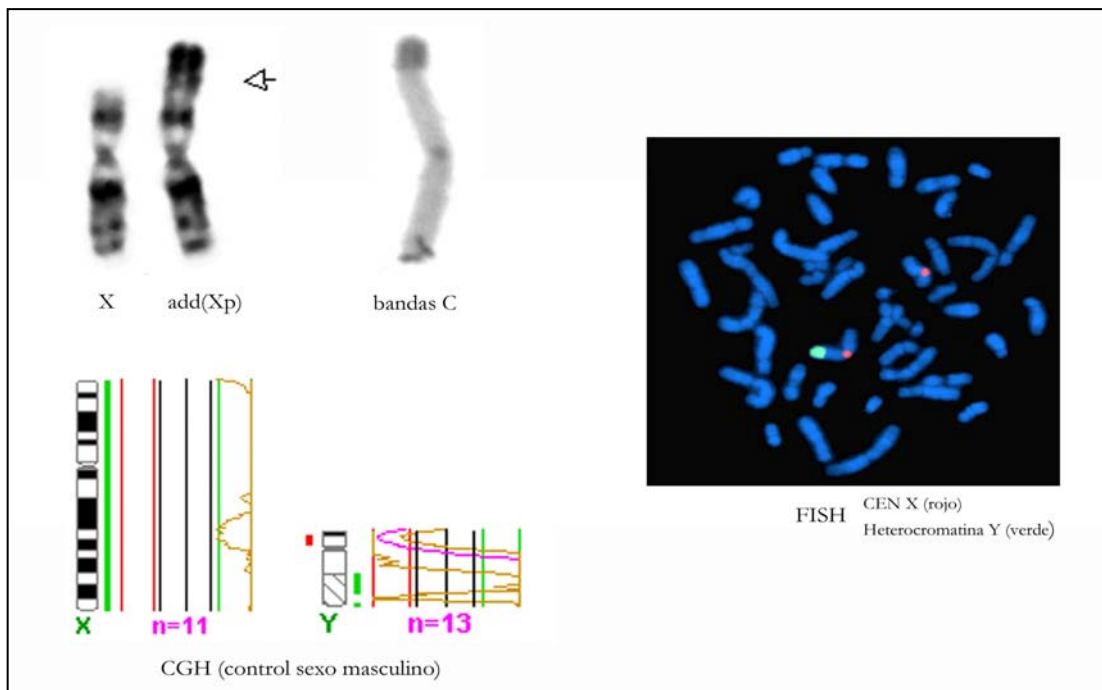 X
add(Xp)
bandas C
X
n=11
Y
n=13
CGH (control sexo masculino)
FISH
CEN X (rojo)
Heterocromatina Y (verde)